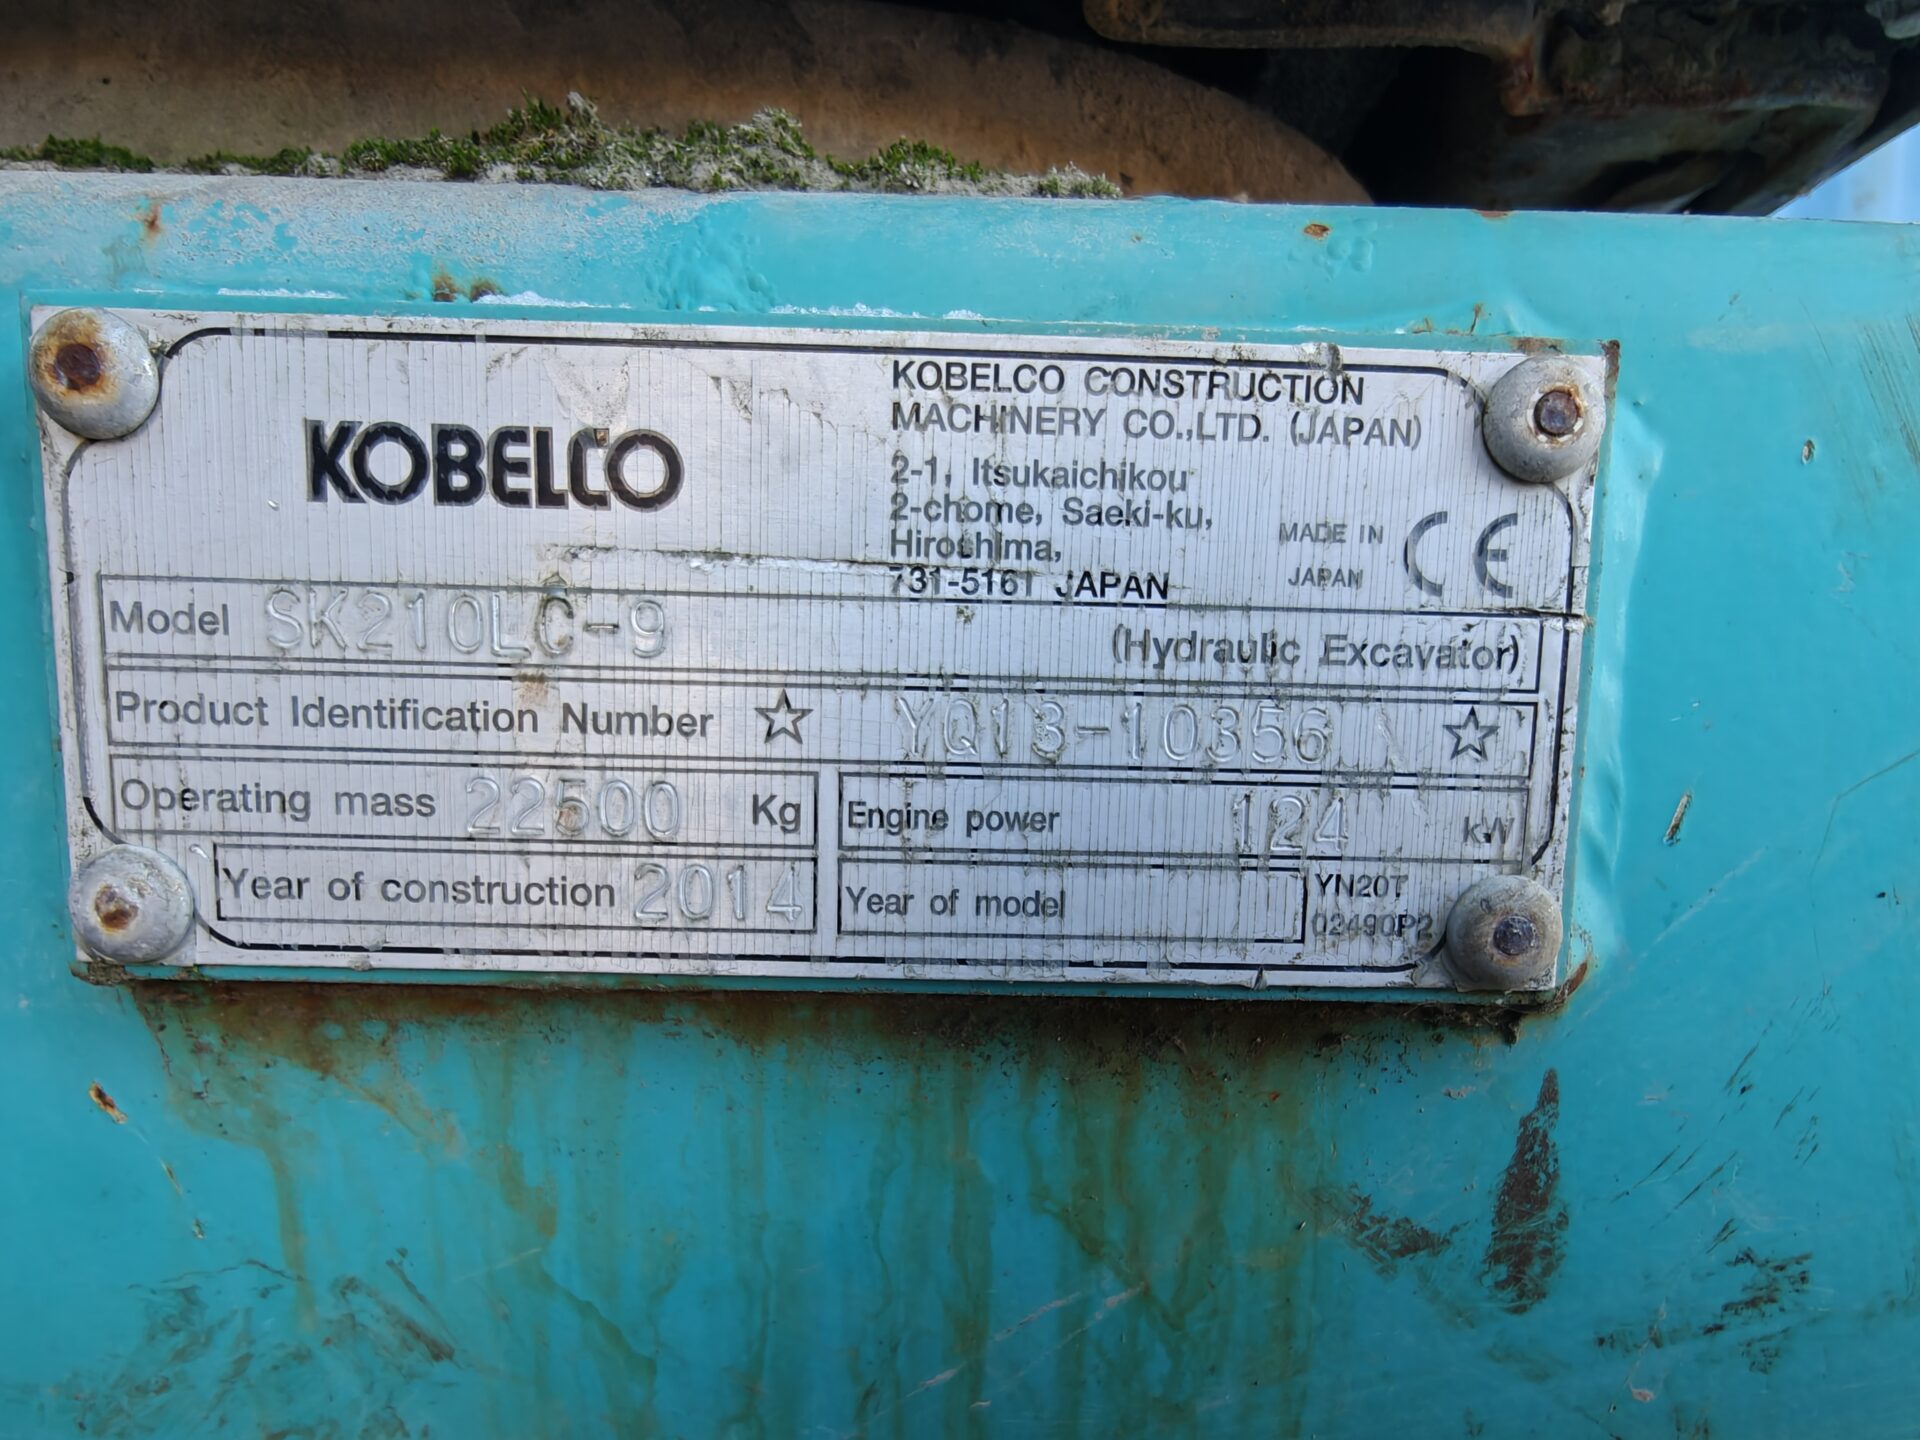 KOBELCO
KOBELCO CONSTRUCTION
MACHINERY CO.,LTD. (JAPAN)
2-1, Itsukaichikou
2-chome, Saeki-ku,
Hiroshima,
731-5161 JAPAN
MADE IN
JAPAN
CE
Model SK210LC-9 (Hydraulic Excavator)
Product Identification Number ☆ YQ13-10356 ☆
Operating mass 22500 Kg
Engine power 124 kW
Year of construction 2014
Year of model
YN20T
02490P2